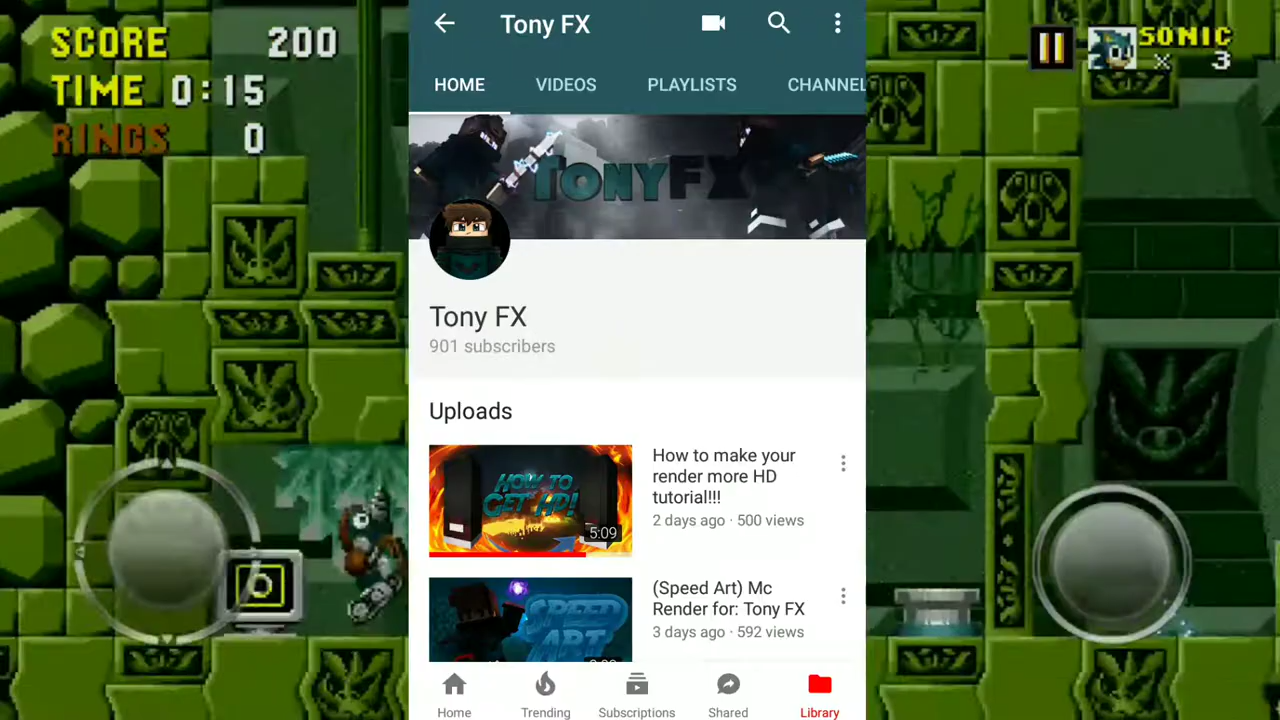 SCORE 200
TIME 0:15
RINGS 0
SONIC
x 3
Tony FX
HOME VIDEOS PLAYLISTS CHANNEL
TONYFX
Tony FX
901 subscribers
Uploads
HOW TO
GET HD!
5:09
How to make your
render more HD
tutorial!!!
2 days ago · 500 views
SPEED
ART
(Speed Art) Mc
Render for: Tony FX
3 days ago · 592 views
Home Trending Subscriptions Shared Library